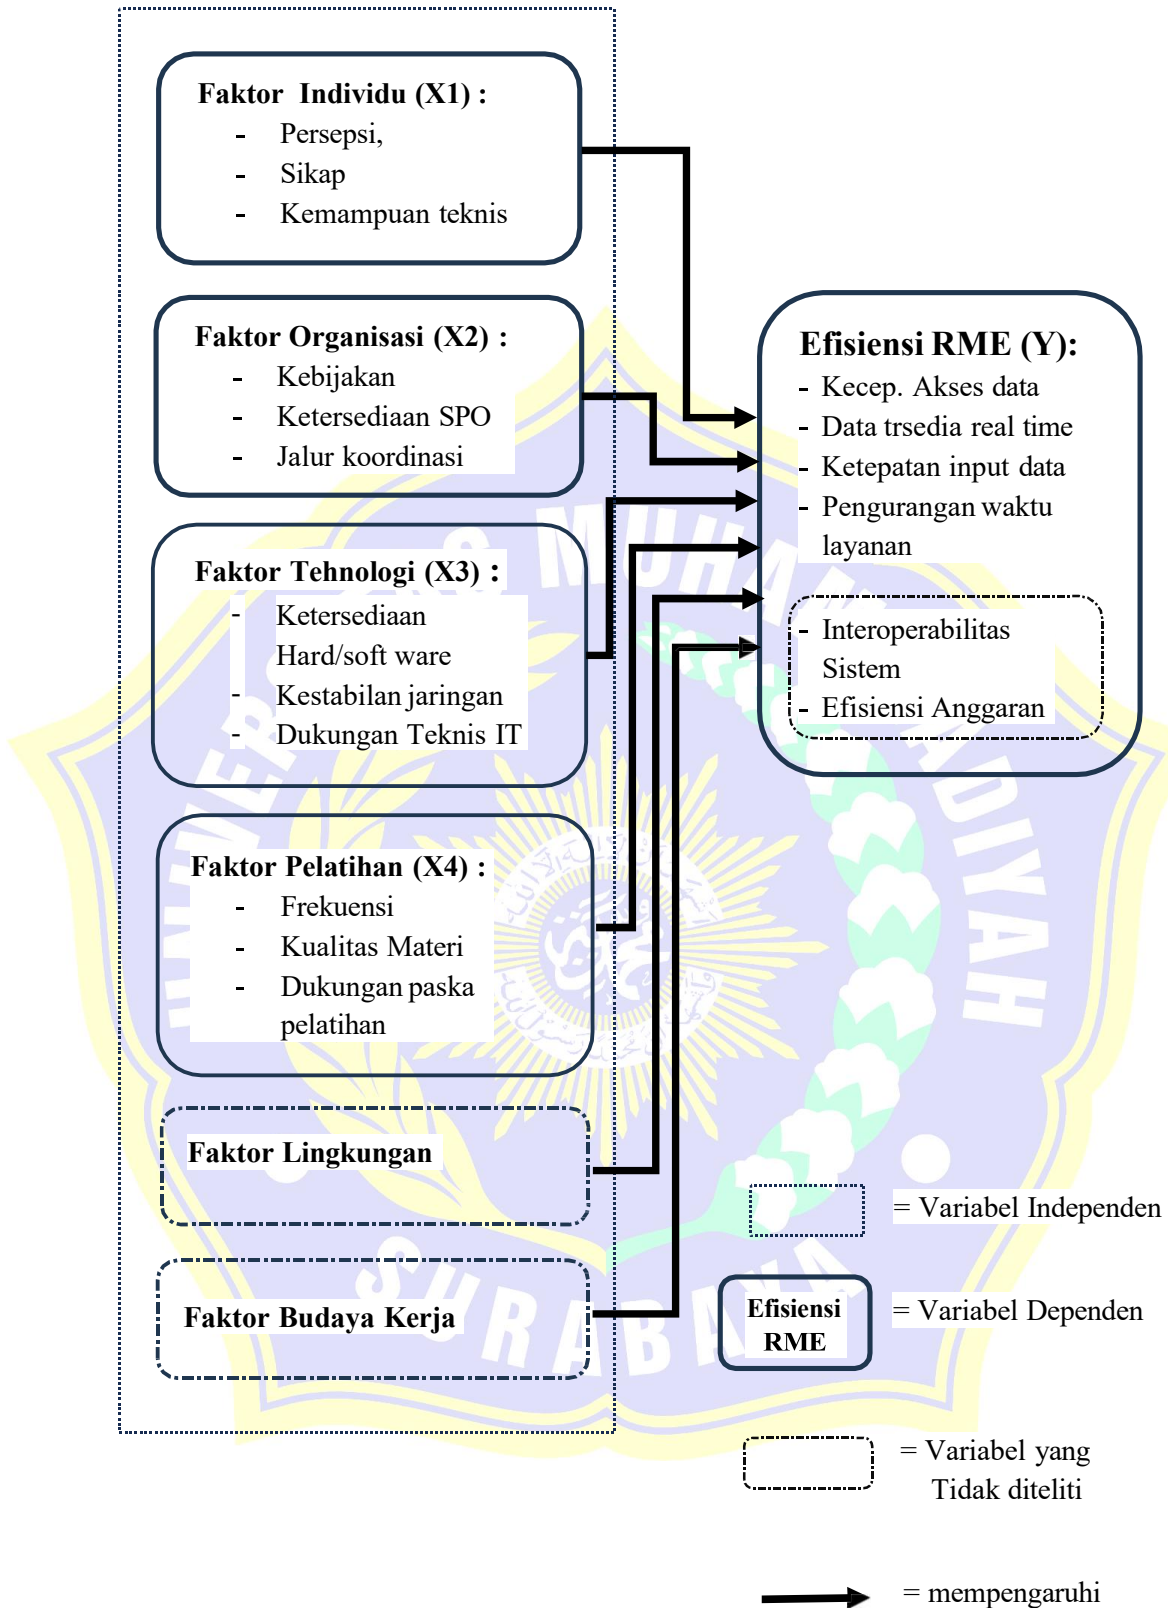 Faktor Individu (X1) :
- Persepsi,
- Sikap
- Kemampuan teknis
Faktor Organisasi (X2) :
- Kebijakan
- Ketersediaan SPO
- Jalur koordinasi
Faktor Tehnologi (X3) :
- Ketersediaan
Hard/soft ware
- Kestabilan jaringan
- Dukungan Teknis IT
Faktor Pelatihan (X4) :
- Frekuensi
- Kualitas Materi
- Dukungan paska
pelatihan
Faktor Lingkungan
Faktor Budaya Kerja
Efisiensi RME (Y):
- Kecep. Akses data
- Data trsedia real time
- Ketepatan input data
- Pengurangan waktu
layanan
- Interoperabilitas
Sistem
- Efisiensi Anggaran
= Variabel Independen
Efisiensi
RME
= Variabel Dependen
= Variabel yang
Tidak diteliti
= mempengaruhi
SURABAYA